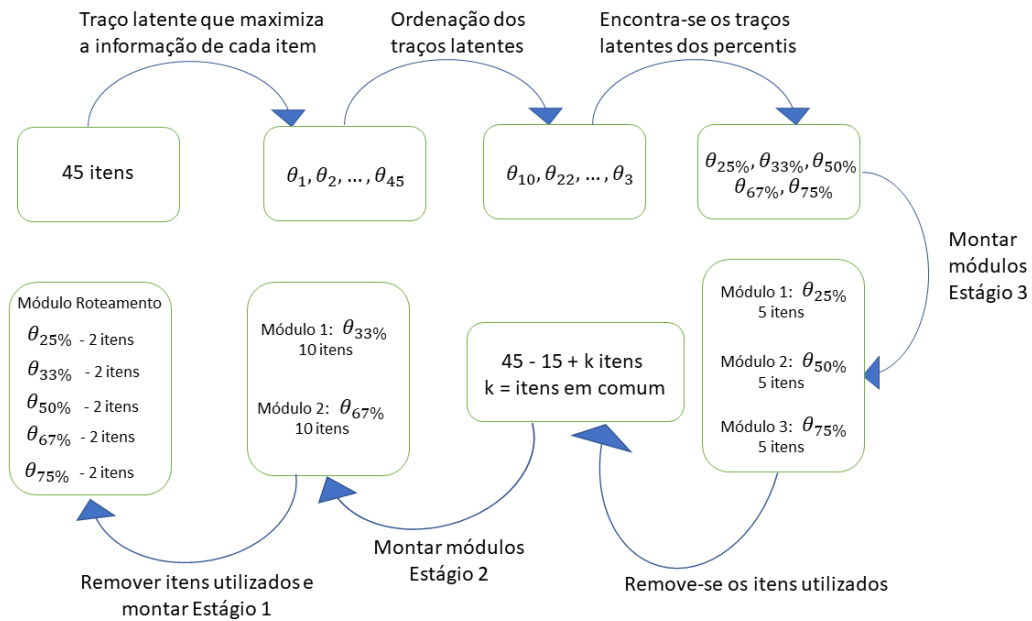 Traço latente que maximiza
a informação de cada item
Ordenação dos
traços latentes
Encontra-se os traços
latentes dos percentis
45 itens
θ₁, θ₂, ..., θ₄₅
θ₁₀, θ₂₂, ..., θ₃
θ₂₅%, θ₃₃%, θ₅₀%
θ₆₇%, θ₇₅%
Montar
módulos
Estágio 3
Módulo 1: θ₂₅%
5 itens
Módulo 2: θ₅₀%
5 itens
Módulo 3: θ₇₅%
5 itens
Remove-se os itens utilizados
45 - 15 + k itens
k = itens em comum
Montar módulos
Estágio 2
Módulo 1: θ₃₃%
10 itens
Módulo 2: θ₆₇%
10 itens
Remover itens utilizados e
montar Estágio 1
Módulo Roteamento
θ₂₅% - 2 itens
θ₃₃% - 2 itens
θ₅₀% - 2 itens
θ₆₇% - 2 itens
θ₇₅% - 2 itens